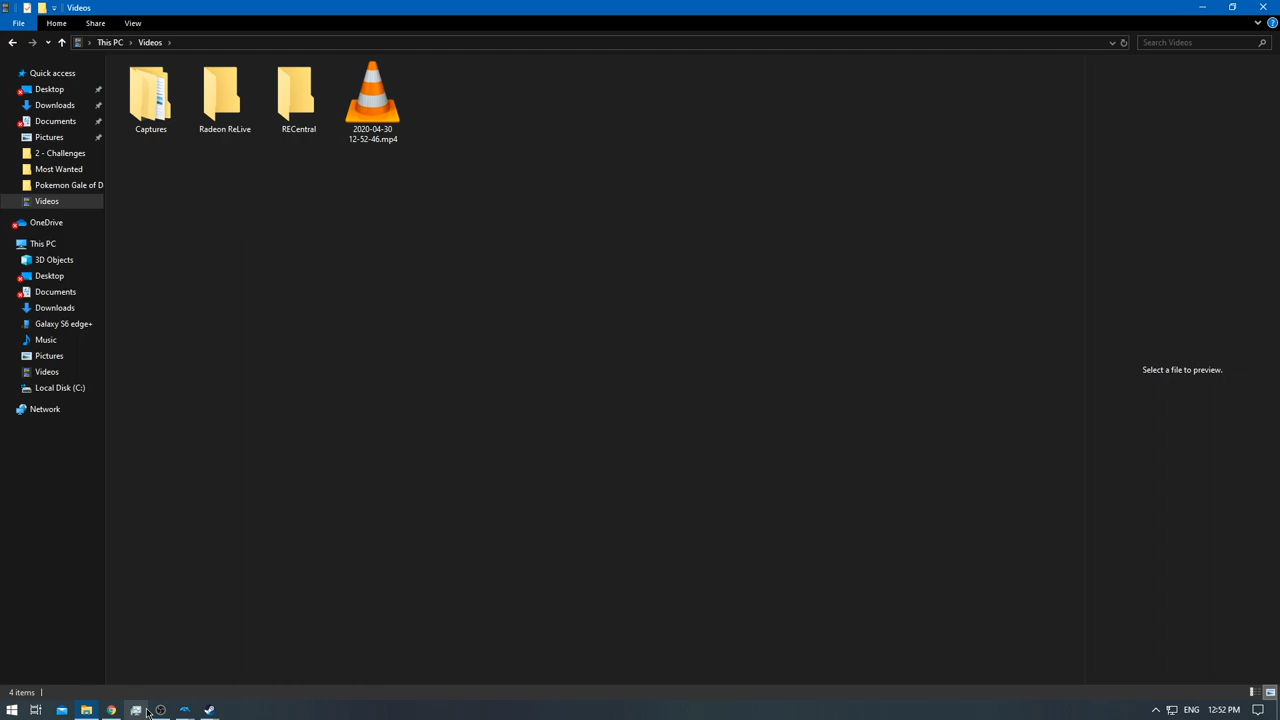 Videos
File Home Share View
This PC Videos
Search Videos
Quick access
Desktop
Downloads
Documents
Pictures
2 - Challenges
Most Wanted
Pokemon Gale of D
Videos
OneDrive
This PC
3D Objects
Desktop
Documents
Downloads
Galaxy S6 edge+
Music
Pictures
Videos
Local Disk (C:)
Network
Captures
Radeon ReLive
RECentral
2020-04-30
12-52-46.mp4
Select a file to preview.
4 items
ENG 12:52 PM